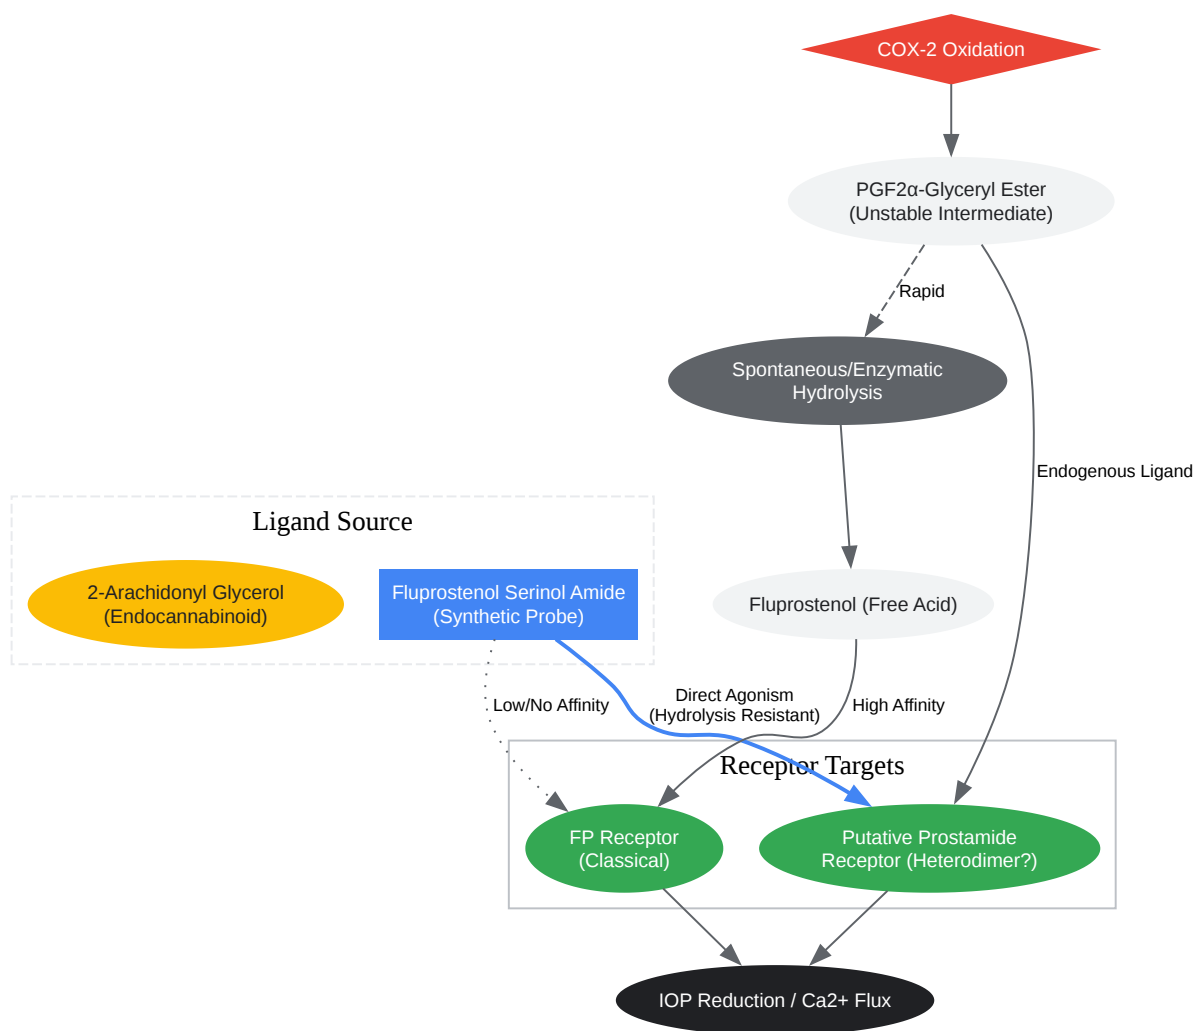 COX-2 Oxidation
PGF2α-Glyceryl Ester
(Unstable Intermediate)
Rapid
Spontaneous/Enzymatic
Hydrolysis
Endogenous Ligand
Ligand Source
2-Arachidonyl Glycerol
(Endocannabinoid)
Fluprostenol Serinol Amide
(Synthetic Probe)
Fluprostenol (Free Acid)
Low/No Affinity
Direct Agonism
(Hydrolysis Resistant)
High Affinity
Receptor Targets
FP Receptor
(Classical)
Putative Prostamide
Receptor (Heterodimer?)
IOP Reduction / Ca2+ Flux